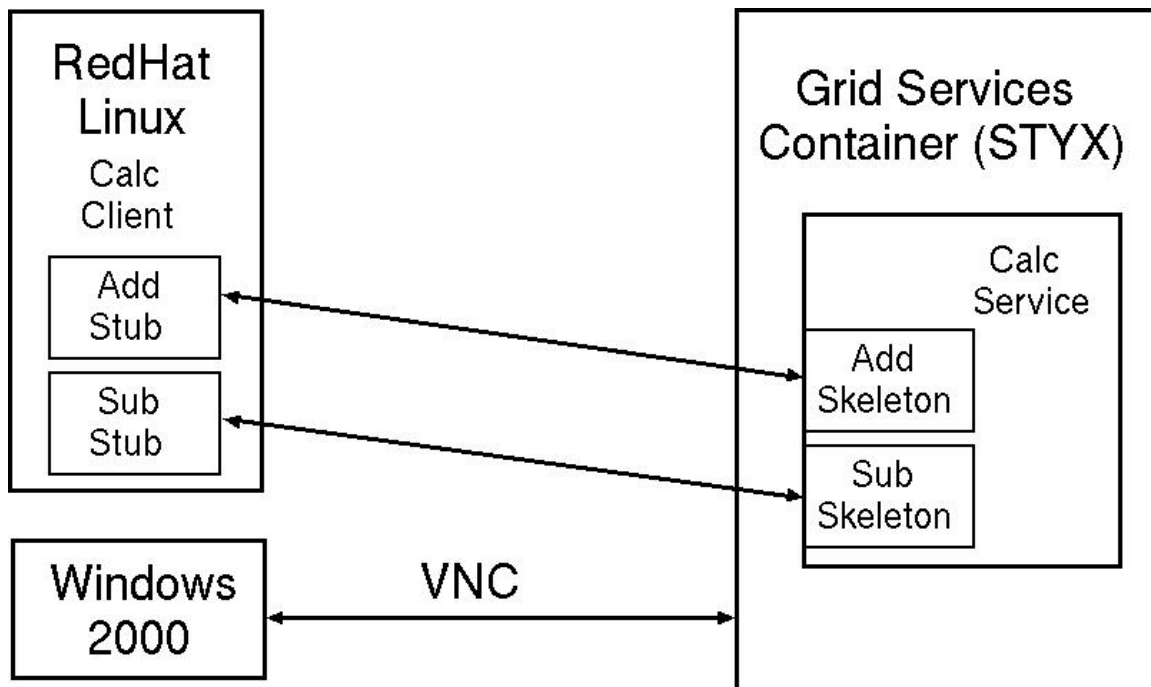 RedHat
Linux
Calc
Client
Add
Stub
Sub
Stub
Windows
2000
VNC
Grid Services
Container (STYX)
Calc
Service
Add
Skeleton
Sub
Skeleton